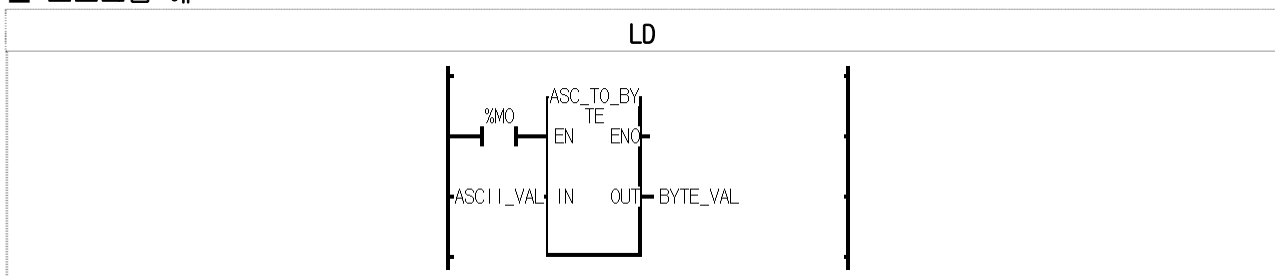 LD
ASC_TO_BY
TE
%M0
EN ENO
ASCII_VAL IN OUT BYTE_VAL